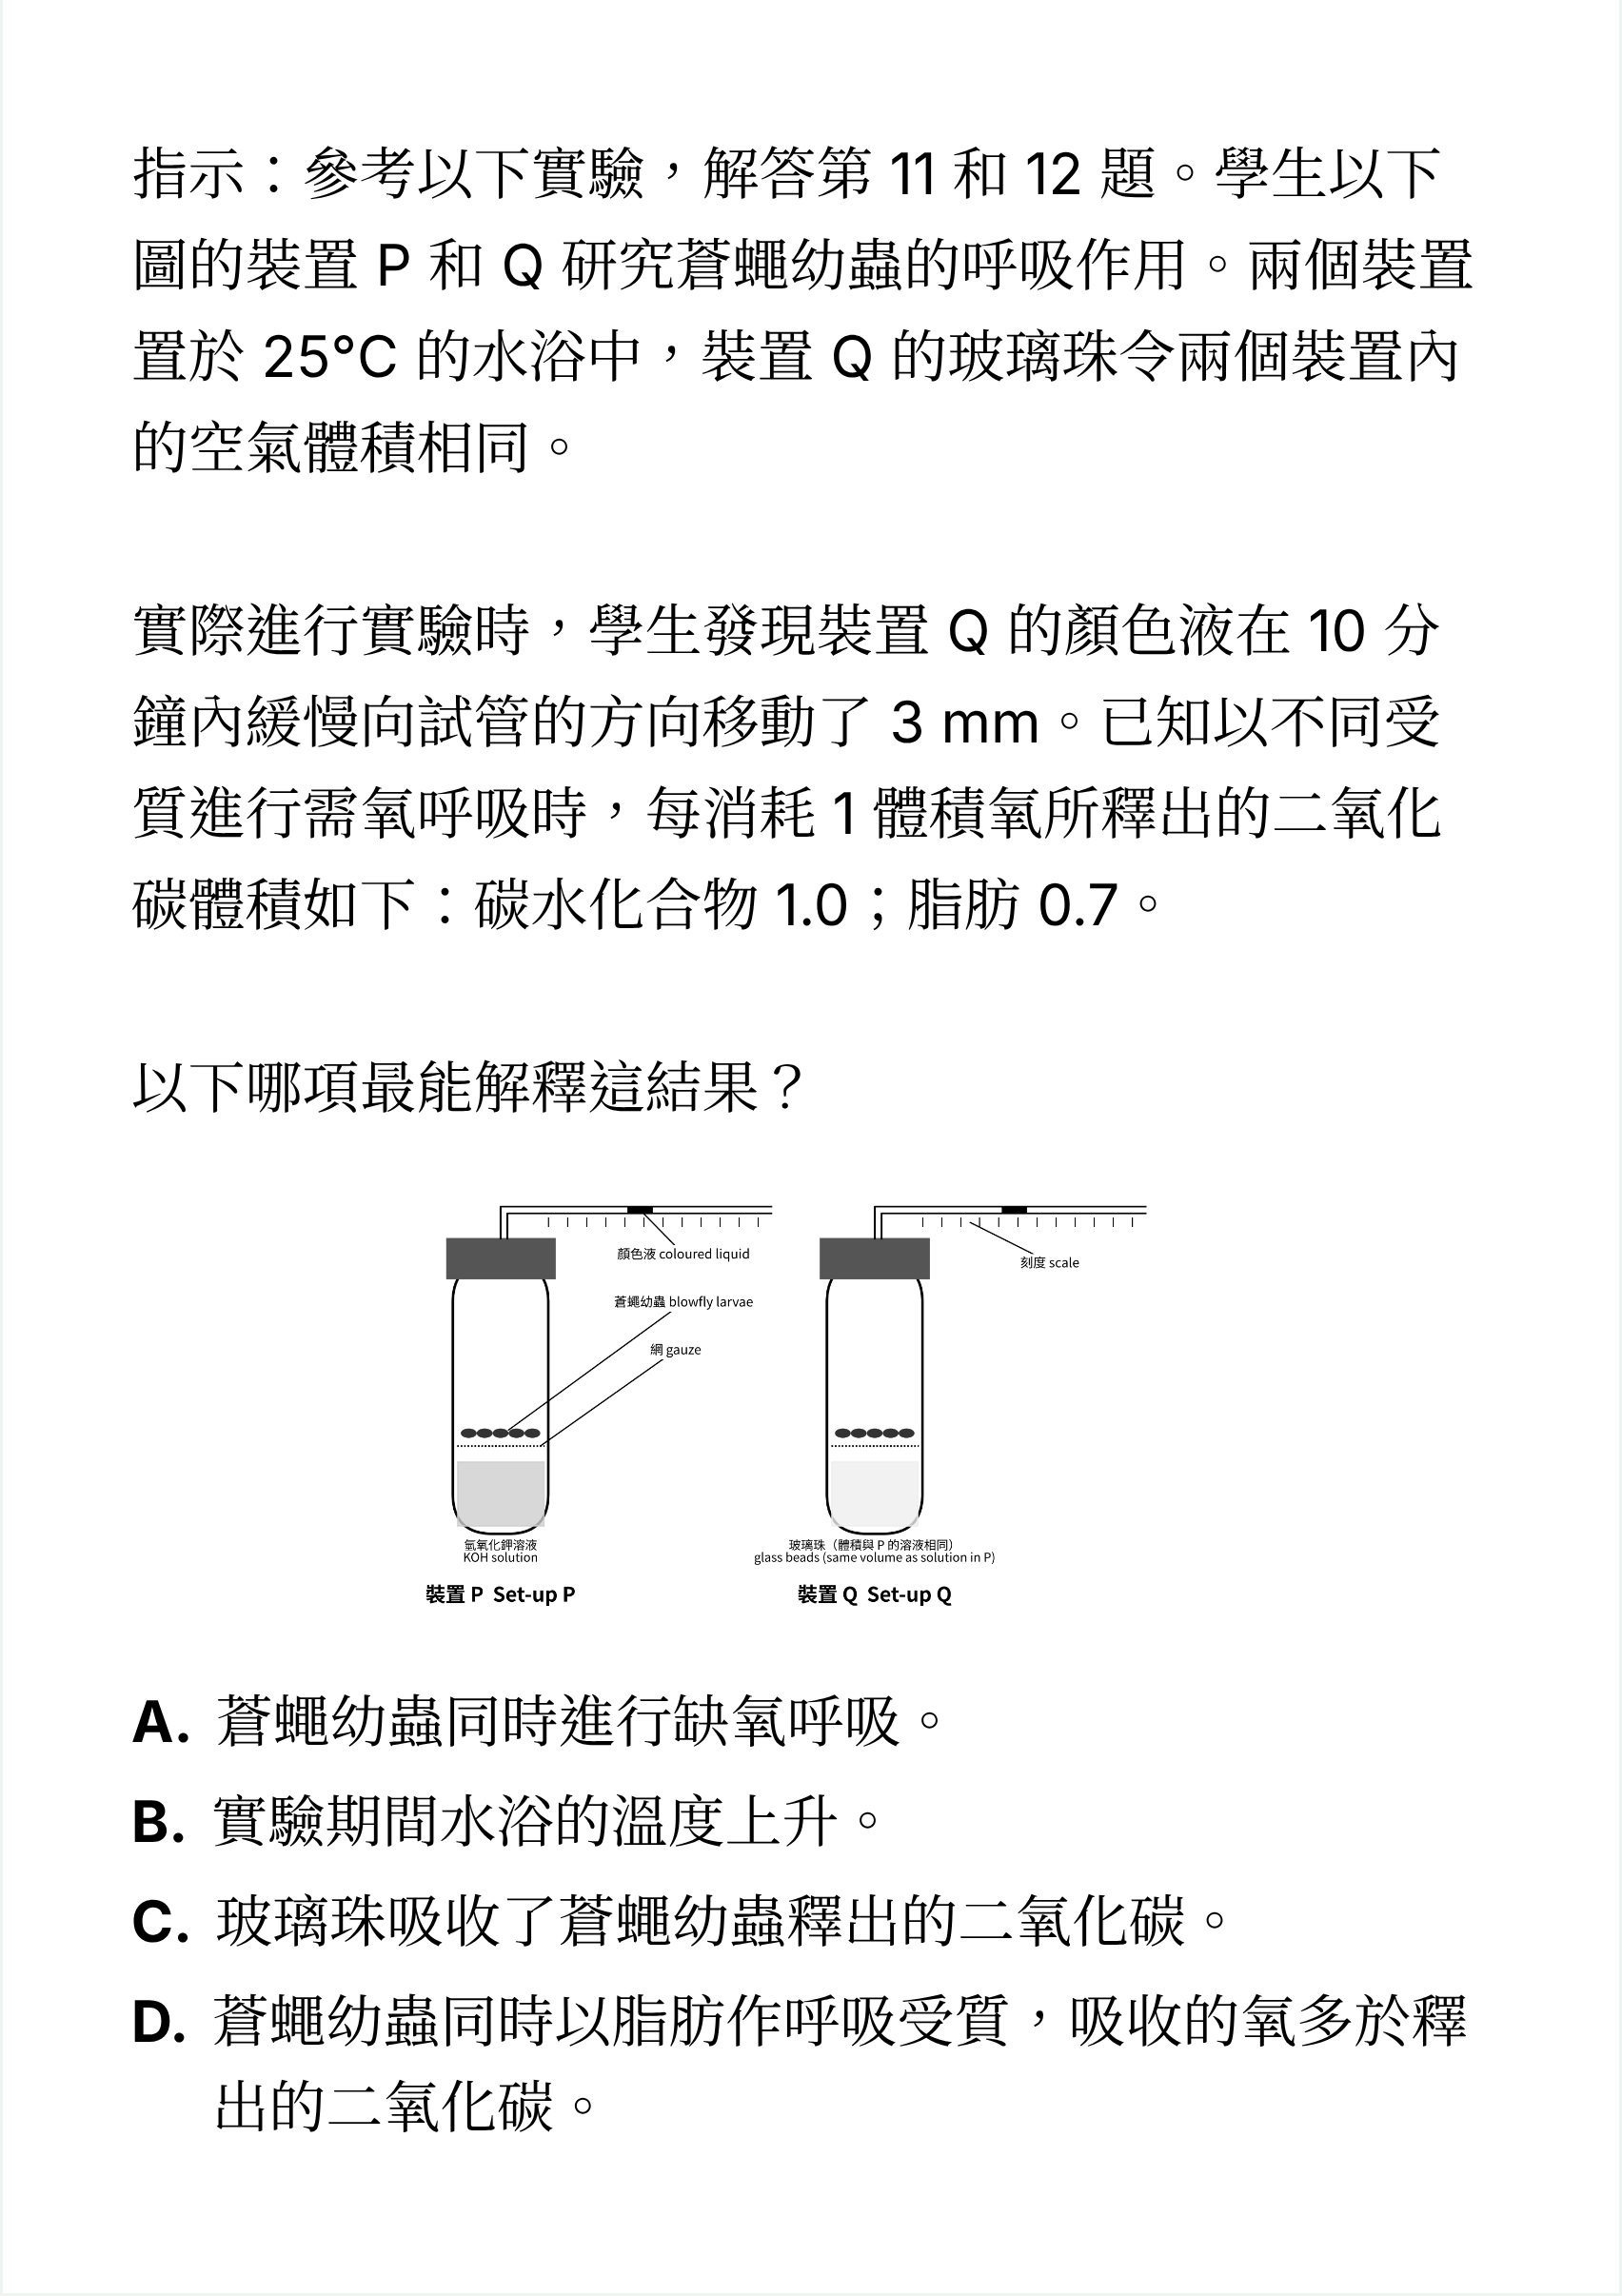 指示：參考以下實驗，解答第 11 和 12 題。學生以下
圖的裝置 P 和 Q 研究蒼蠅幼蟲的呼吸作用。兩個裝置
置於 25°C 的水浴中，裝置 Q 的玻璃珠令兩個裝置內
的空氣體積相同。
實際進行實驗時，學生發現裝置 Q 的顏色液在 10 分
鐘內緩慢向試管的方向移動了 3 mm。已知以不同受
質進行需氧呼吸時，每消耗 1 體積氧所釋出的二氧化
碳體積如下：碳水化合物 1.0；脂肪 0.7。
以下哪項最能解釋這結果？
顏色液 coloured liquid
刻度 scale
蒼蠅幼蟲 blowfly larvae
網 gauze
氫氧化鉀溶液
KOH solution
玻璃珠（體積與 P 的溶液相同）
glass beads (same volume as solution in P)
裝置 P Set-up P
裝置 Q Set-up Q
A. 蒼蠅幼蟲同時進行缺氧呼吸。
B. 實驗期間水浴的溫度上升。
C. 玻璃珠吸收了蒼蠅幼蟲釋出的二氧化碳。
D. 蒼蠅幼蟲同時以脂肪作呼吸受質，吸收的氧多於釋
出的二氧化碳。